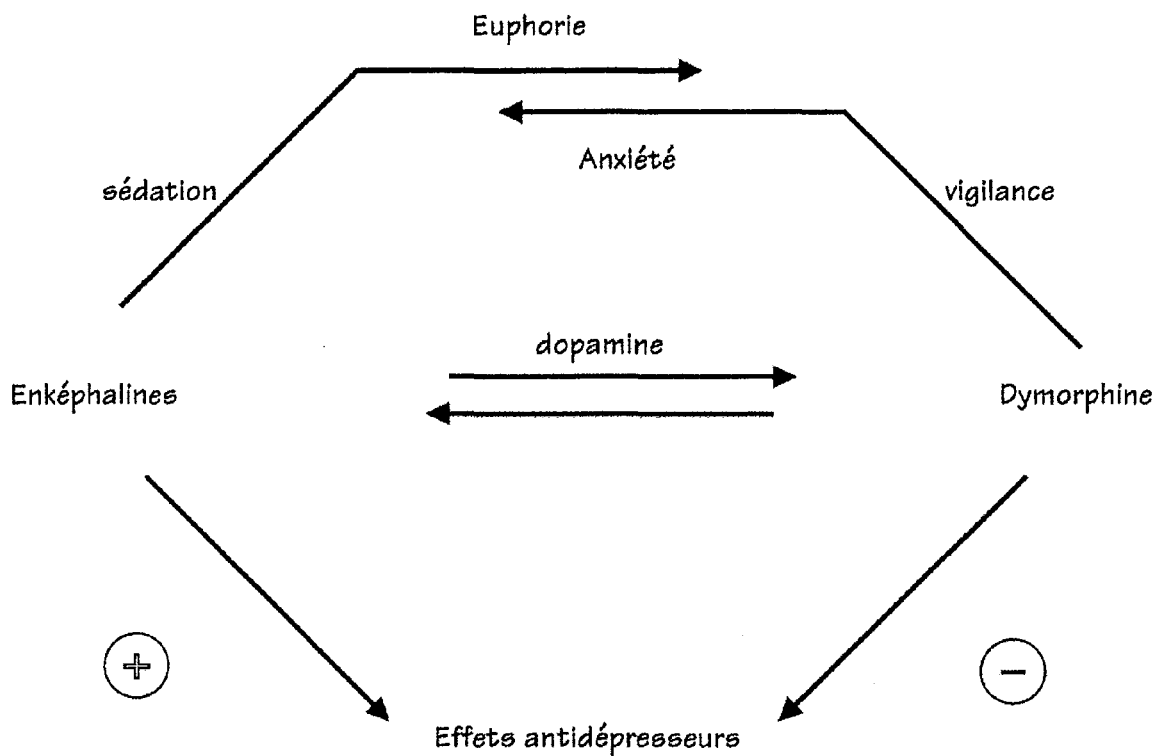 Euphorie
Anxiété
sédation
vigilance
dopamine
Enképhalines
Dymorphine
+
−
Effets antidépresseurs